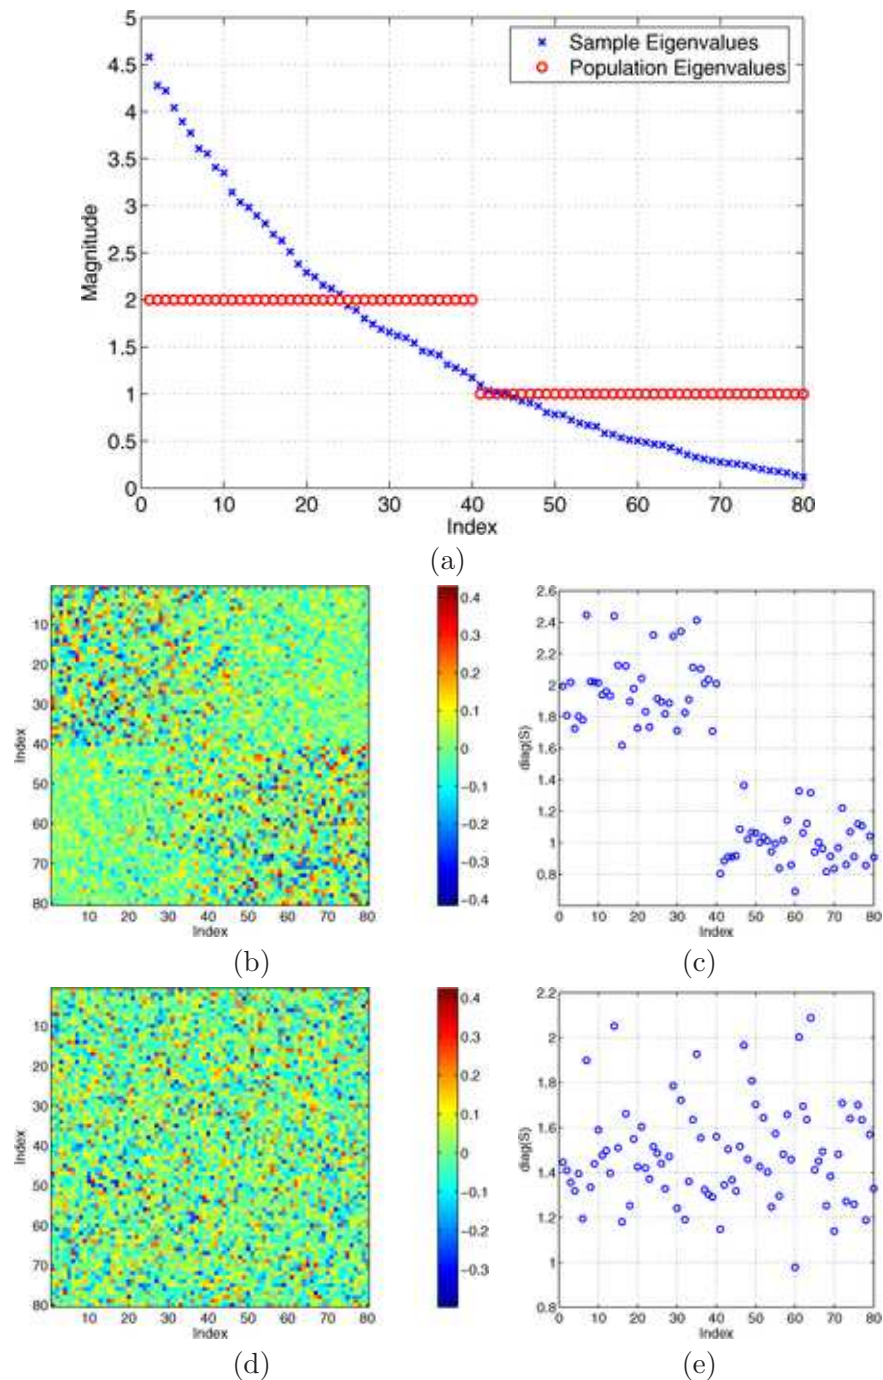 5
4.5
4
3.5
3
2.5
2
1.5
1
0.5
0
Magnitude
Sample Eigenvalues
Population Eigenvalues
0 10 20 30 40 50 60 70 80
Index
(a)
10
20
30
40
50
60
70
80
Index
10 20 30 40 50 60 70 80
Index
0.4
0.3
0.2
0.1
0
-0.1
-0.2
-0.3
-0.4
(b)
2.6
2.4
2.2
2
1.8
1.6
1.4
1.2
1
0.8
diag(S)
0 10 20 30 40 50 60 70 80
Index
(c)
10
20
30
40
50
60
70
80
Index
10 20 30 40 50 60 70 80
Index
0.4
0.3
0.2
0.1
0
-0.1
-0.2
-0.3
(d)
2.2
2
1.8
1.6
1.4
1.2
1
0.8
diag(S)
0 10 20 30 40 50 60 70 80
Index
(e)